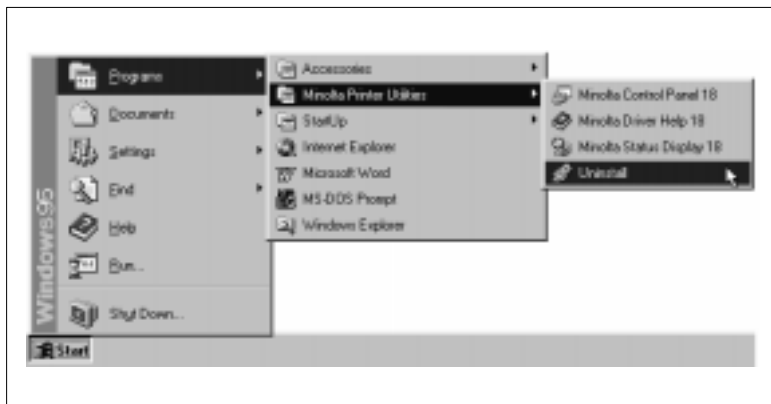 Windows95
Programs
Documents
Settings
Find
Help
Run...
Shut Down...
Accessories
Minolta Printer Utilities
StartUp
Internet Explorer
Microsoft Word
MS-DOS Prompt
Windows Explorer
Minolta Control Panel 18
Minolta Driver Help 18
Minolta Status Display 18
Uninstall
Start